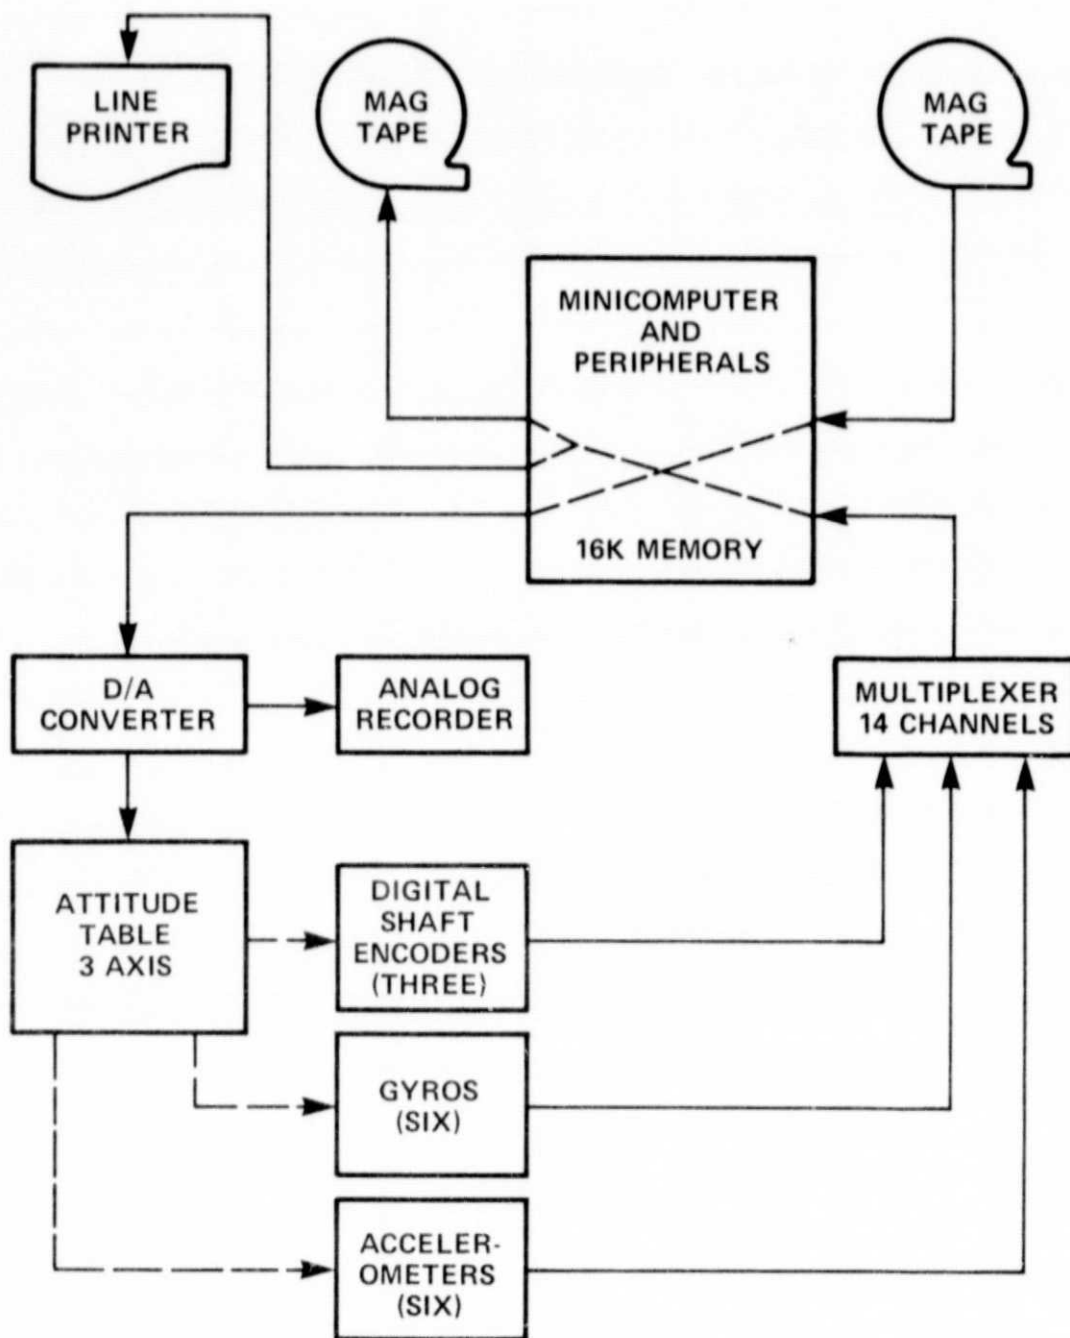 LINE
PRINTER
MAG
TAPE
MAG
TAPE
MINICOMPUTER
AND
PERIPHERALS
16K MEMORY
D/A
CONVERTER
ANALOG
RECORDER
MULTIPLEXER
14 CHANNELS
ATTITUDE
TABLE
3 AXIS
DIGITAL
SHAFT
ENCODERS
(THREE)
GYROS
(SIX)
ACCELER-
OMETERS
(SIX)